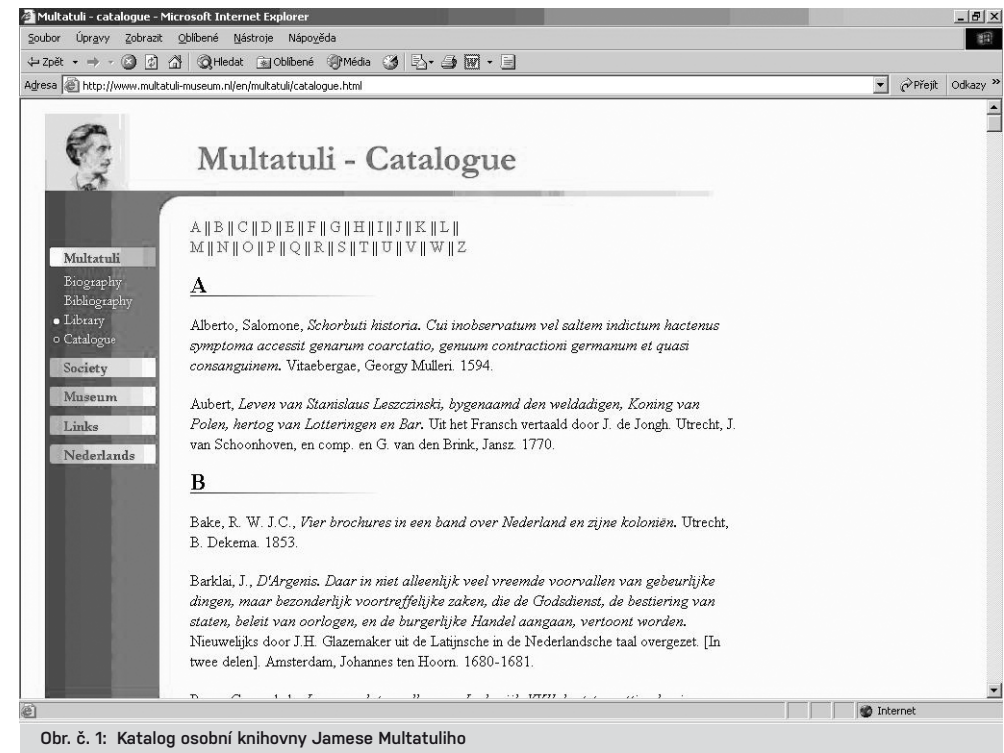 Multatuli - catalogue - Microsoft Internet Explorer
Soubor Úpravy Zobrazit Oblíbené Nástroje Nápověda
Zpět Hledat Oblíbené Média
Adresa http://www.multatuli-museum.nl/en/multatuli/catalogue.html Přejít Odkazy »
Multatuli - Catalogue
A || B || C || D || E || F || G || H || I || J || K || L ||
M || N || O || P || Q || R || S || T || U || V || W || Z
Multatuli
Biography
Bibliography
Library
Catalogue
Society
Museum
Links
Nederlands
A
Alberto, Salomone, Schorbuti historia. Cui inobservatum vel saltem indictum hactenus
symptoma accessit genarum coarctatio, genuum contractioni germanum et quasi
consanguinem. Vitaebergae, Georgy Mulleri. 1594.
Aubert, Leven van Stanislaus Leszczinski, bygenaamd den weldadigen, Koning van
Polen, hertog van Lotteringen en Bar. Uit het Fransch vertaald door J. de Jongh. Utrecht, J.
van Schoonhoven, en comp. en G. van den Brink, Jansz. 1770.
B
Bake, R. W. J.C., Vier brochures in een band over Nederland en zijne koloniën. Utrecht,
B. Dekema. 1853.
Barklai, J., D'Argenis. Daar in niet alleenlijk veel vreemde voorvallen van gebeurlijke
dingen, maar bezonderlijk voortreffelijke zaken, die de Godsdienst, de bestiering van
staten, beleit van oorlogen, en de burgerlijke Handel aangaan, vertoont worden.
Nieuwelijks door J.H. Glazemaker uit de Latijnsche in de Nederlandsche taal overgezet. [In
twee delen]. Amsterdam, Johannes ten Hoorn. 1680-1681.
Internet
Obr. č. 1: Katalog osobní knihovny Jamese Multatuliho